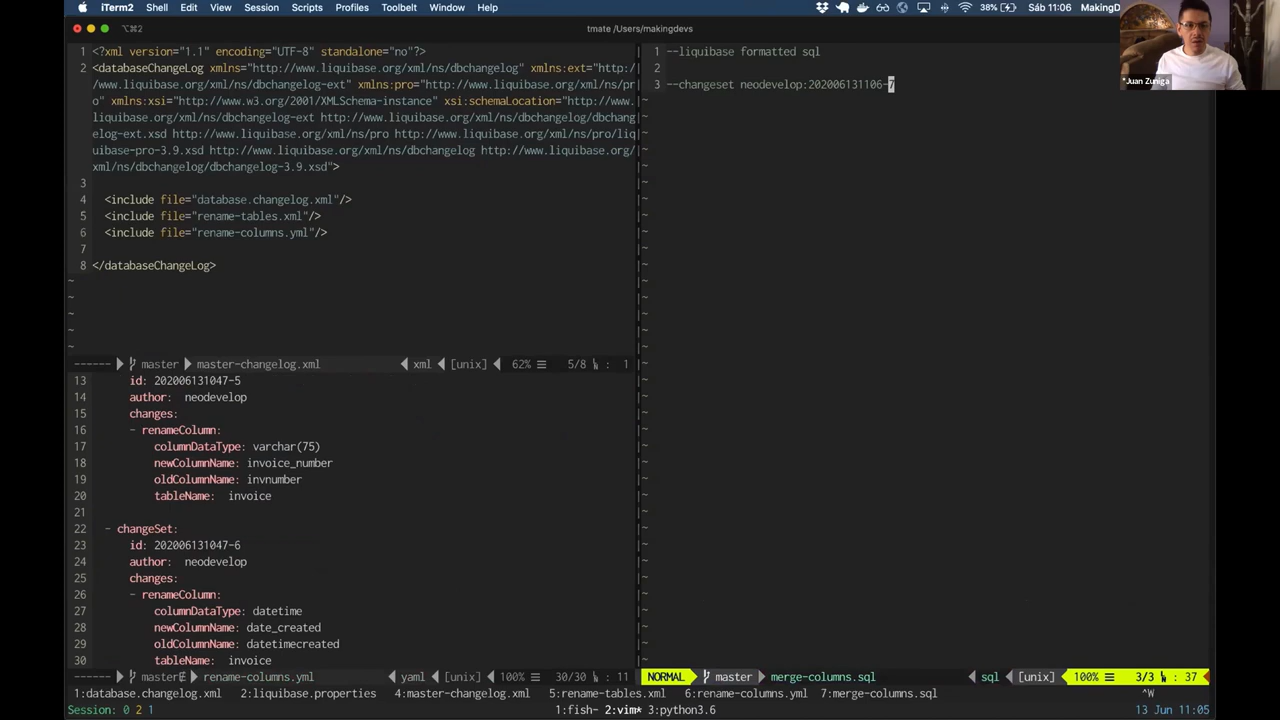 iTerm2 Shell Edit View Session Scripts Profiles Toolbelt Window Help 38% Sáb 11:06 MakingD
⌥⌘2 tmate /Users/makingdevs
*Juan Zuniga
1 <?xml version="1.1" encoding="UTF-8" standalone="no"?>
2 <databaseChangeLog xmlns="http://www.liquibase.org/xml/ns/dbchangelog" xmlns:ext="http:/
/www.liquibase.org/xml/ns/dbchangelog-ext" xmlns:pro="http://www.liquibase.org/xml/ns/pr
o" xmlns:xsi="http://www.w3.org/2001/XMLSchema-instance" xsi:schemaLocation="http://www.
liquibase.org/xml/ns/dbchangelog-ext http://www.liquibase.org/xml/ns/dbchangelog/dbchang
elog-ext.xsd http://www.liquibase.org/xml/ns/pro http://www.liquibase.org/xml/ns/pro/liq
uibase-pro-3.9.xsd http://www.liquibase.org/xml/ns/dbchangelog http://www.liquibase.org/
xml/ns/dbchangelog/dbchangelog-3.9.xsd">
3
4 <include file="database.changelog.xml"/>
5 <include file="rename-tables.xml"/>
6 <include file="rename-columns.yml"/>
7
8 </databaseChangeLog>
~
~
~
~
~
------ master master-changelog.xml xml [unix] 62% 5/8 : 1
13 id: 202006131047-5
14 author: neodevelop
15 changes:
16 - renameColumn:
17 columnDataType: varchar(75)
18 newColumnName: invoice_number
19 oldColumnName: invnumber
20 tableName: invoice
21
22 - changeSet:
23 id: 202006131047-6
24 author: neodevelop
25 changes:
26 - renameColumn:
27 columnDataType: datetime
28 newColumnName: date_created
29 oldColumnName: datetimecreated
30 tableName: invoice
------ master rename-columns.yml yaml [unix] 100% 30/30 : 11
1 --liquibase formatted sql
2
3 --changeset neodevelop:202006131106-7
NORMAL master merge-columns.sql sql [unix] 100% 3/3 : 37
1:database.changelog.xml 2:liquibase.properties 4:master-changelog.xml 5:rename-tables.xml 6:rename-columns.yml 7:merge-columns.sql ^W
Session: 0 2 1 1:fish- 2:vim* 3:python3.6 13 Jun 11:05